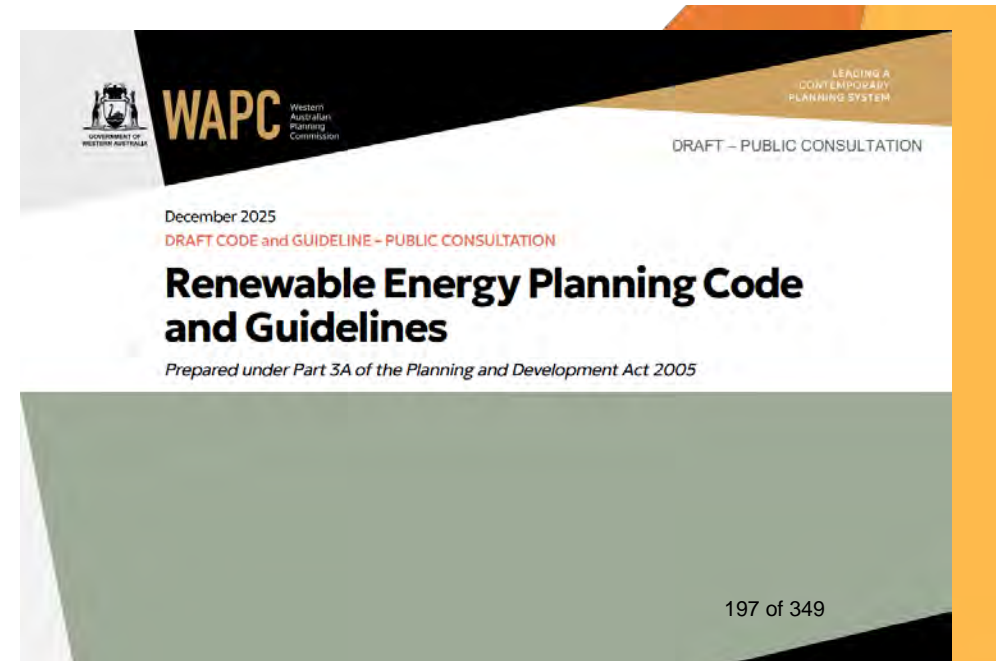 LEADING A
CONTEMPORARY
PLANNING SYSTEM
GOVERNMENT OF
WESTERN AUSTRALIA
WAPC
Western
Australian
Planning
Commission
DRAFT – PUBLIC CONSULTATION
December 2025
DRAFT CODE and GUIDELINE – PUBLIC CONSULTATION
Renewable Energy Planning Code
and Guidelines
Prepared under Part 3A of the Planning and Development Act 2005
197 of 349